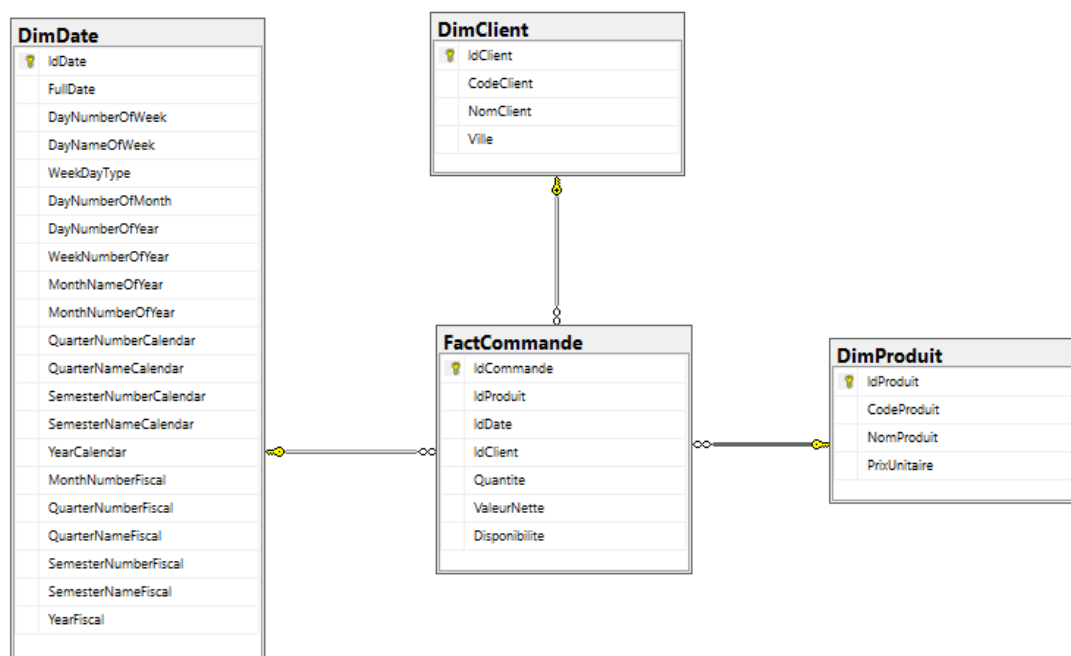 DimDate
IdDate
FullDate
DayNumberOfWeek
DayNameOfWeek
WeekDayType
DayNumberOfMonth
DayNumberOfYear
WeekNumberOfYear
MonthNameOfYear
MonthNumberOfYear
QuarterNumberCalendar
QuarterNameCalendar
SemesterNumberCalendar
SemesterNameCalendar
YearCalendar
MonthNumberFiscal
QuarterNumberFiscal
QuarterNameFiscal
SemesterNumberFiscal
SemesterNameFiscal
YearFiscal
DimClient
IdClient
CodeClient
NomClient
Ville
FactCommande
IdCommande
IdProduit
IdDate
IdClient
Quantite
ValeurNette
Disponibilite
DimProduit
IdProduit
CodeProduit
NomProduit
PrixUnitaire